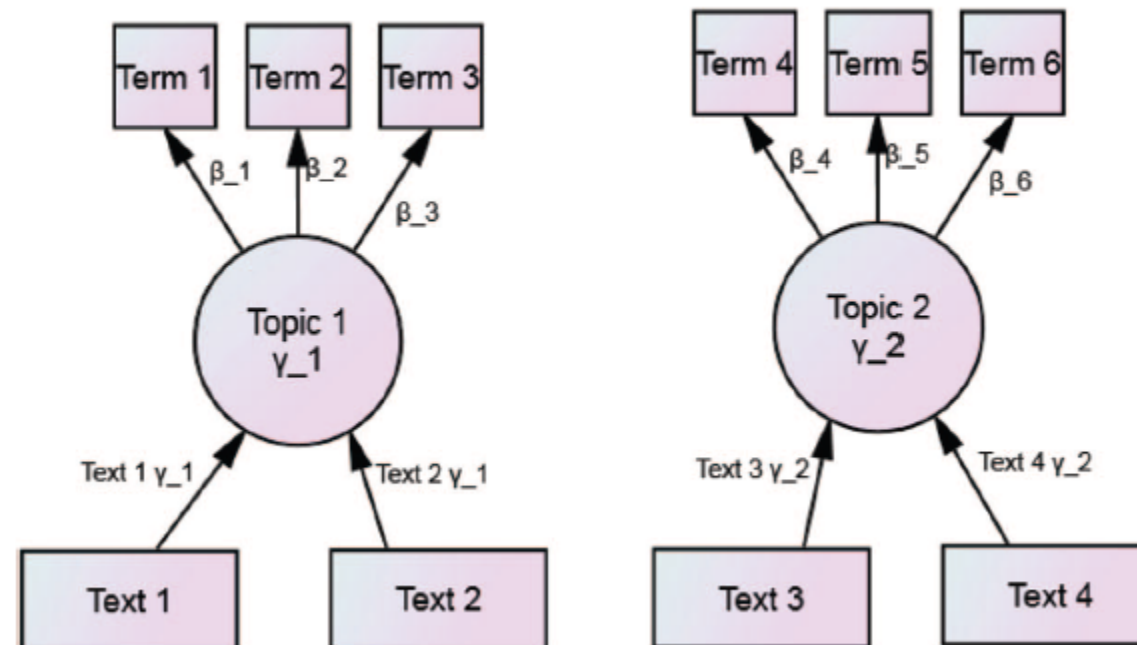 Term 1
Term 2
Term 3
β_1
β_2
β_3
Topic 1
γ_1
Text 1 γ_1
Text 2 γ_1
Text 1
Text 2
Term 4
Term 5
Term 6
β_4
β_5
β_6
Topic 2
γ_2
Text 3 γ_2
Text 4 γ_2
Text 3
Text 4